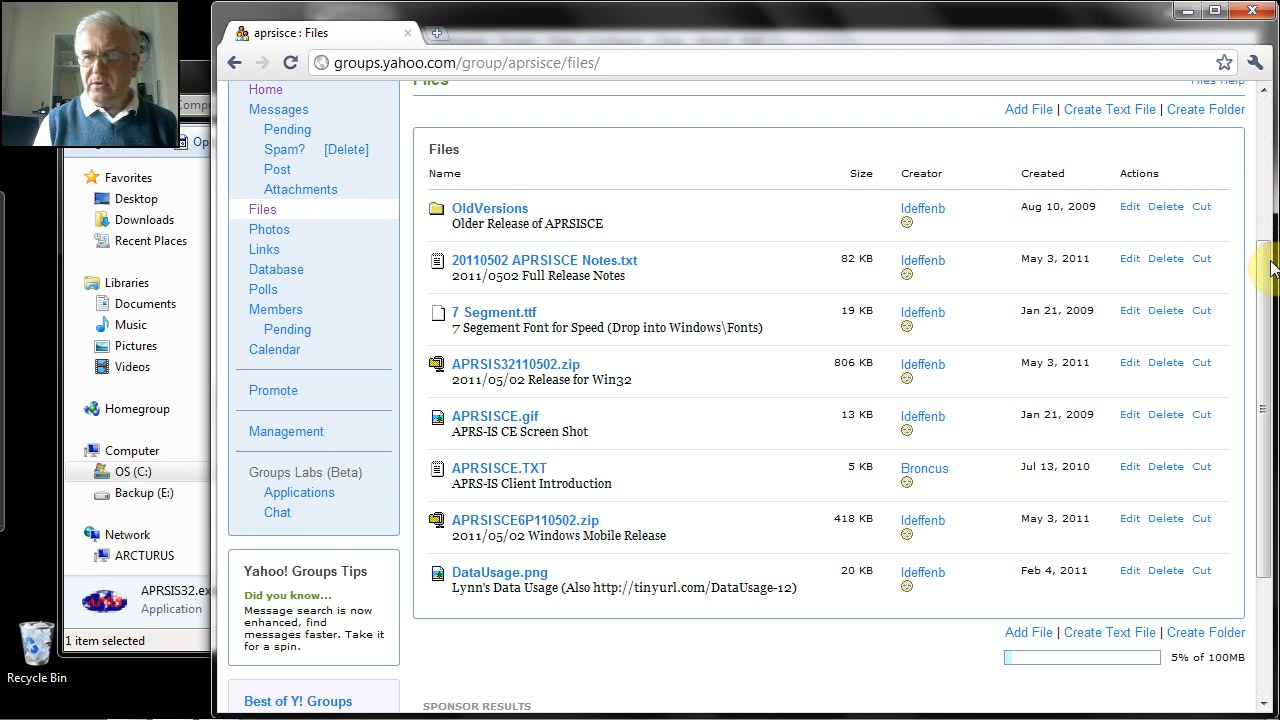 aprsisce : Files
groups.yahoo.com/group/aprsisce/files/
Op
Favorites
Desktop
Downloads
Recent Places
Libraries
Documents
Music
Pictures
Videos
Homegroup
Computer
OS (C:)
Backup (E:)
Network
ARCTURUS
APRSIS32.ex
Application
1 item selected
Recycle Bin
Home
Messages
Pending
Spam? [Delete]
Post
Attachments
Files
Photos
Links
Database
Polls
Members
Pending
Calendar
Promote
Management
Groups Labs (Beta)
Applications
Chat
Yahoo! Groups Tips
Did you know...
Message search is now
enhanced, find
messages faster. Take it
for a spin.
Best of Y! Groups
Files Files Help
Add File | Create Text File | Create Folder
Files
Name Size Creator Created Actions
OldVersions ldeffenb Aug 10, 2009 Edit Delete Cut
Older Release of APRSISCE
20110502 APRSISCE Notes.txt 82 KB ldeffenb May 3, 2011 Edit Delete Cut
2011/0502 Full Release Notes
7 Segment.ttf 19 KB ldeffenb Jan 21, 2009 Edit Delete Cut
7 Segement Font for Speed (Drop into Windows\Fonts)
APRSIS32110502.zip 806 KB ldeffenb May 3, 2011 Edit Delete Cut
2011/05/02 Release for Win32
APRSISCE.gif 13 KB ldeffenb Jan 21, 2009 Edit Delete Cut
APRS-IS CE Screen Shot
APRSISCE.TXT 5 KB Broncus Jul 13, 2010 Edit Delete Cut
APRS-IS Client Introduction
APRSISCE6P110502.zip 418 KB ldeffenb May 3, 2011 Edit Delete Cut
2011/05/02 Windows Mobile Release
DataUsage.png 20 KB ldeffenb Feb 4, 2011 Edit Delete Cut
Lynn's Data Usage (Also http://tinyurl.com/DataUsage-12)
Add File | Create Text File | Create Folder
5% of 100MB
SPONSOR RESULTS